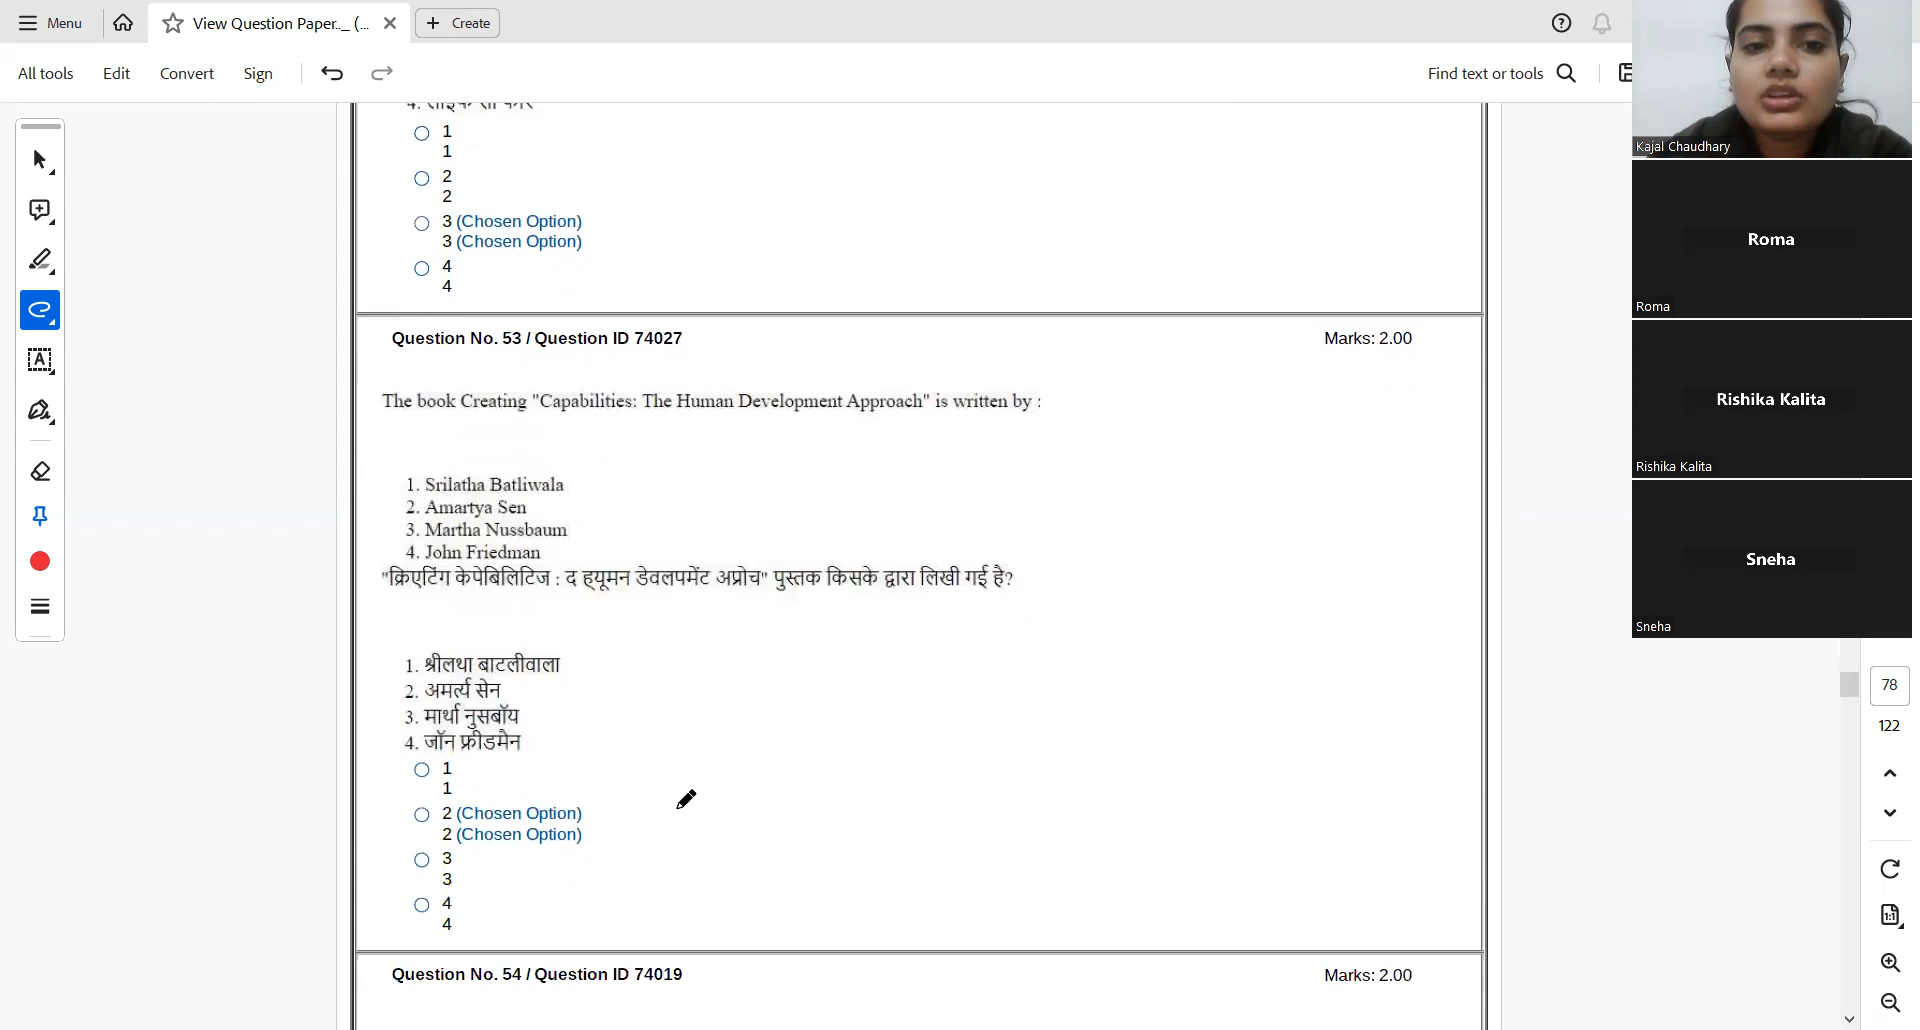 Menu
View Question Paper.._ (...
Create
All tools
Edit
Convert
Sign
Find text or tools
1
1
2
2
3 (Chosen Option)
3 (Chosen Option)
4
4
Question No. 53 / Question ID 74027
Marks: 2.00
The book Creating "Capabilities: The Human Development Approach" is written by :
1. Srilatha Batliwala
2. Amartya Sen
3. Martha Nussbaum
4. John Friedman
"क्रिएटिंग केपेबिलिटिज : द ह्यूमन डेवलपमेंट अप्रोच" पुस्तक किसके द्वारा लिखी गई है?
1. श्रीलथा बाटलीवाला
2. अमर्त्य सेन
3. मार्था नुसबॉय
4. जॉन फ्रीडमैन
1
1
2 (Chosen Option)
2 (Chosen Option)
3
3
4
4
Question No. 54 / Question ID 74019
Marks: 2.00
Kajal Chaudhary
Roma
Roma
Rishika Kalita
Rishika Kalita
Sneha
Sneha
78
122